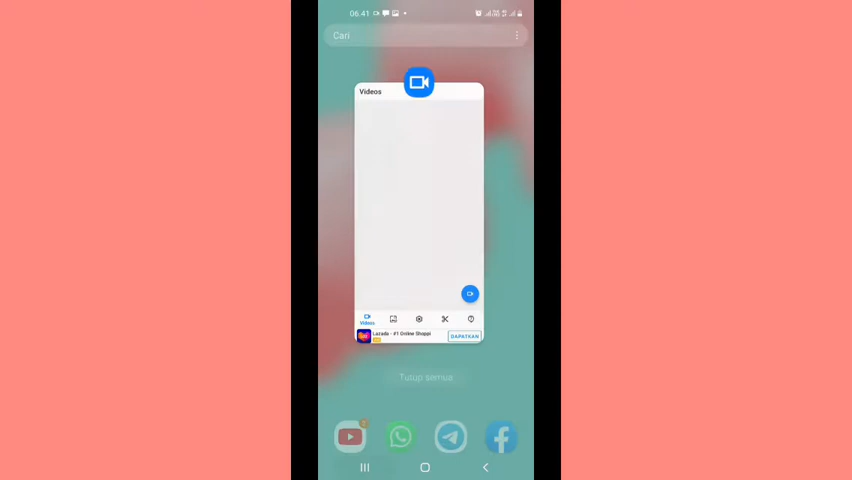 06.41
Cari
Videos
Videos
Lazada - #1 Online Shoppi
DAPATKAN
Tutup semua